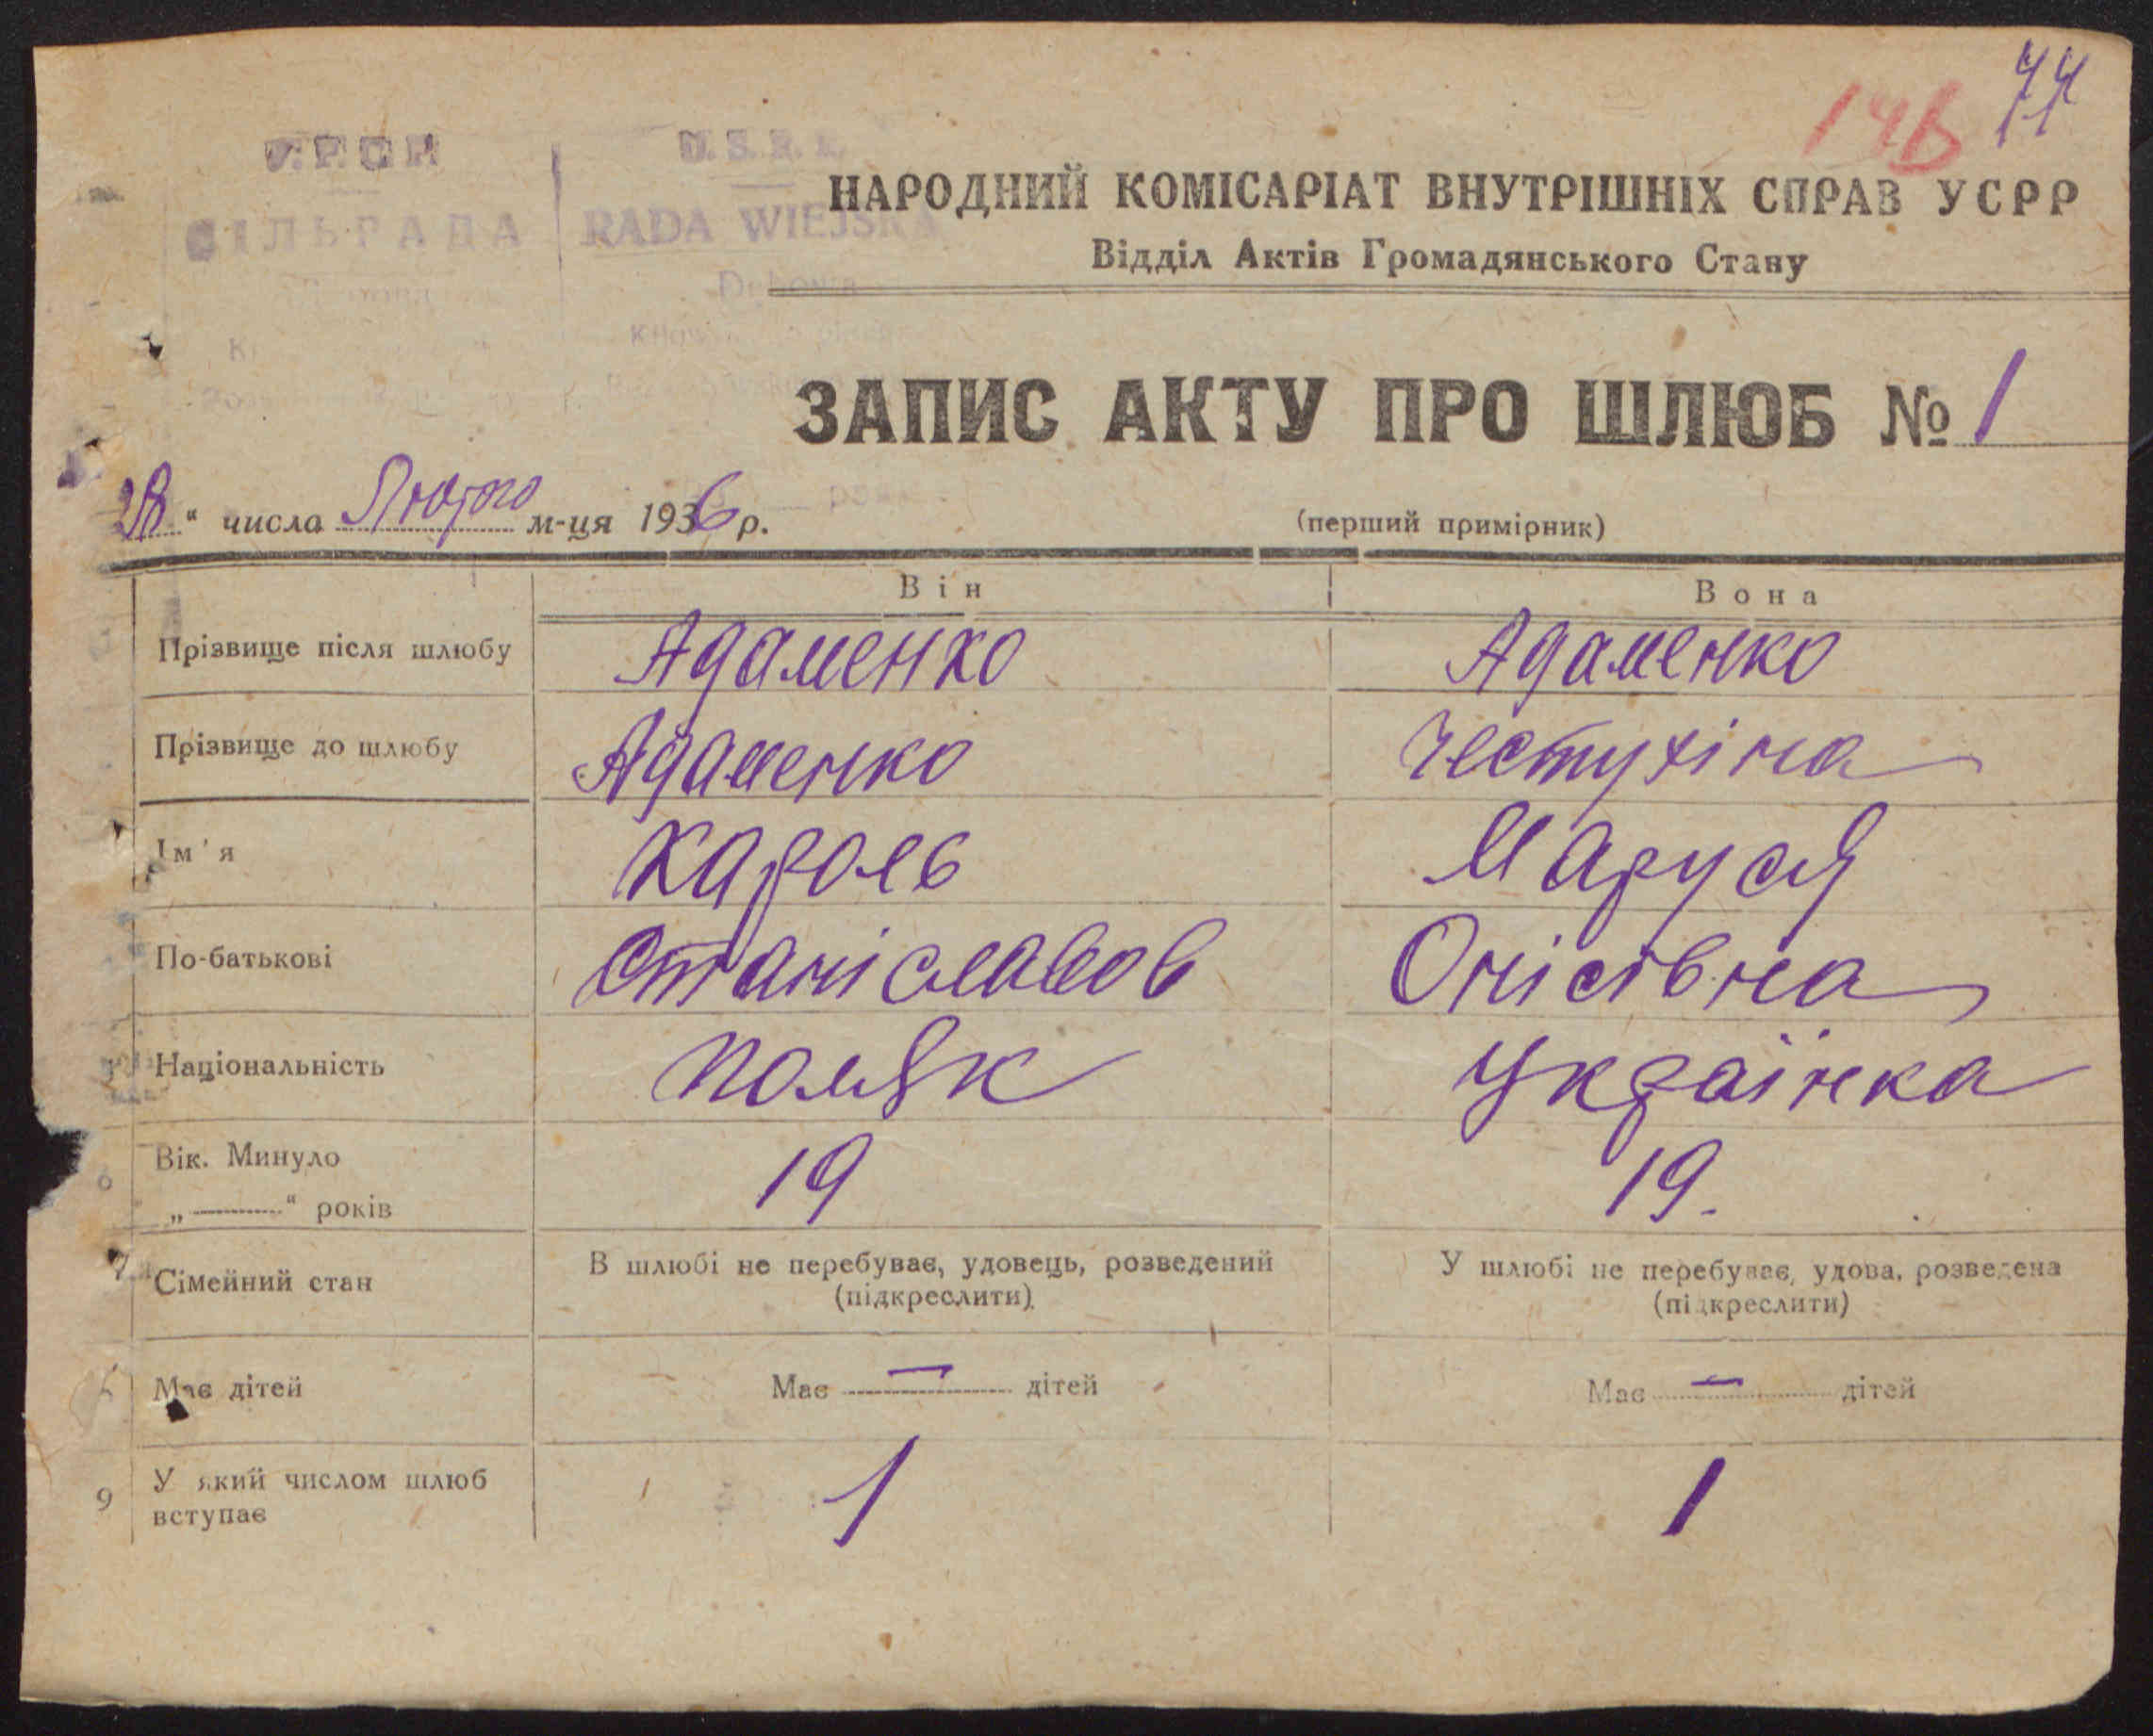 77
146
У.Р.С.Р.
U.S.R.R.
СІЛЬРАДА
RADA WIEJSKA
НАРОДНИЙ КОМІСАРІАТ ВНУТРІШНІХ СПРАВ УСРР
Відділ Актів Громадянського Стану
ЗАПИС АКТУ ПРО ШЛЮБ № 1
28 " числа Лютого м-ця 1936 р.
(перший примірник)
Він Вона
Прізвище після шлюбу Адаменко Адаменко
Прізвище до шлюбу Адаменко Честухіна
Ім'я Кароль Маруся
По-батькові Станіславов Онісівна
Національність Поляк Українка
Вік. Минуло 19 19.
„ " років
7 Сімейний стан В шлюбі не перебуває, удовець, розведений У шлюбі не перебуває, удова, розведена
(підкреслити) (підкреслити)
Має дітей Має — дітей Має — дітей
9 У який числом шлюб 1 1
вступає